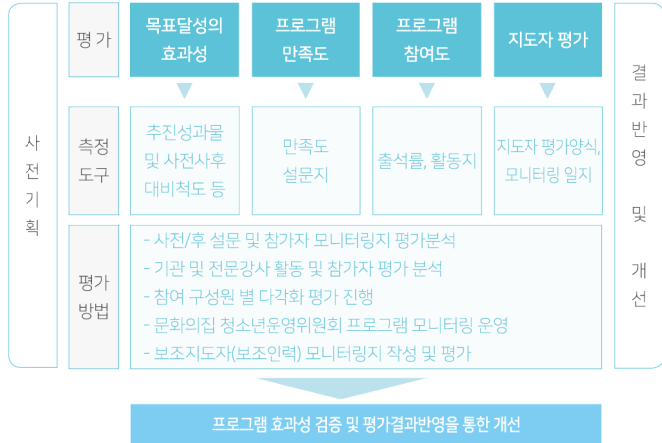 사전기획
평 가
목표달성의
효과성
프로그램
만족도
프로그램
참여도
지도자 평가
측정
도구
추진성과물
및 사전사후
대비척도 등
만족도
설문지
출석률, 활동지
지도자 평가양식,
모니터링 일지
평가
방법
- 사전/후 설문 및 참가자 모니터링지 평가분석
- 기관 및 전문강사 활동 및 참가자 평가 분석
- 참여 구성원 별 다각화 평가 진행
- 문화의집 청소년운영위원회 프로그램 모니터링 운영
- 보조지도자(보조인력) 모니터링지 작성 및 평가
결과반영 및 개선
프로그램 효과성 검증 및 평가결과반영을 통한 개선